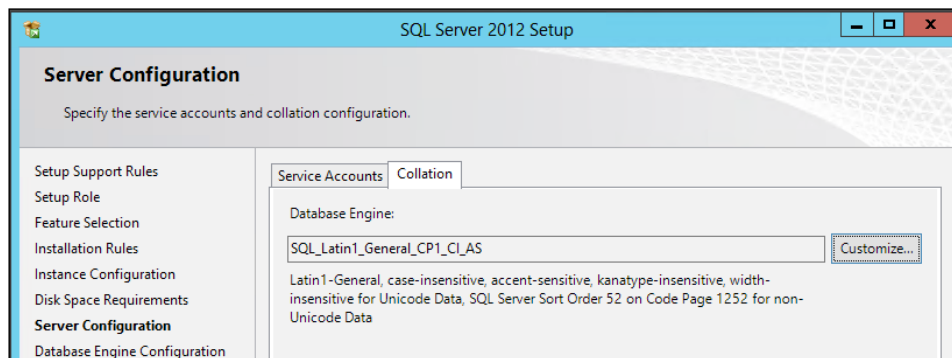 SQL Server 2012 Setup
Server Configuration
Specify the service accounts and collation configuration.
Setup Support Rules
Setup Role
Feature Selection
Installation Rules
Instance Configuration
Disk Space Requirements
Server Configuration
Database Engine Configuration
Service Accounts
Collation
Database Engine:
SQL_Latin1_General_CP1_CI_AS
Customize...
Latin1-General, case-insensitive, accent-sensitive, kanatype-insensitive, width-
insensitive for Unicode Data, SQL Server Sort Order 52 on Code Page 1252 for non-
Unicode Data